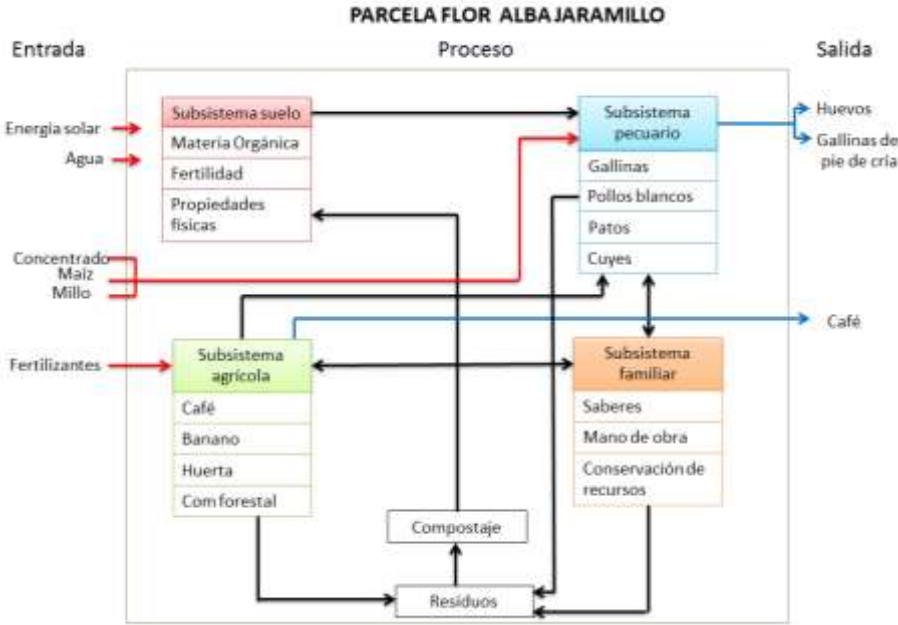 PARCELA FLOR ALBA JARAMILLO
Entrada
Proceso
Salida
Energía solar
Agua
Concentrado
Maíz
Millo
Fertilizantes
Subsistema suelo
Materia Orgánica
Fertilidad
Propiedades
físicas
Subsistema
pecuario
Gallinas
Pollos blancos
Patos
Cuyes
Huevos
Gallinas de
pie de cría
Café
Subsistema
agrícola
Café
Banano
Huerta
Com forestal
Subsistema
familiar
Saberes
Mano de obra
Conservación de
recursos
Compostaje
Residuos